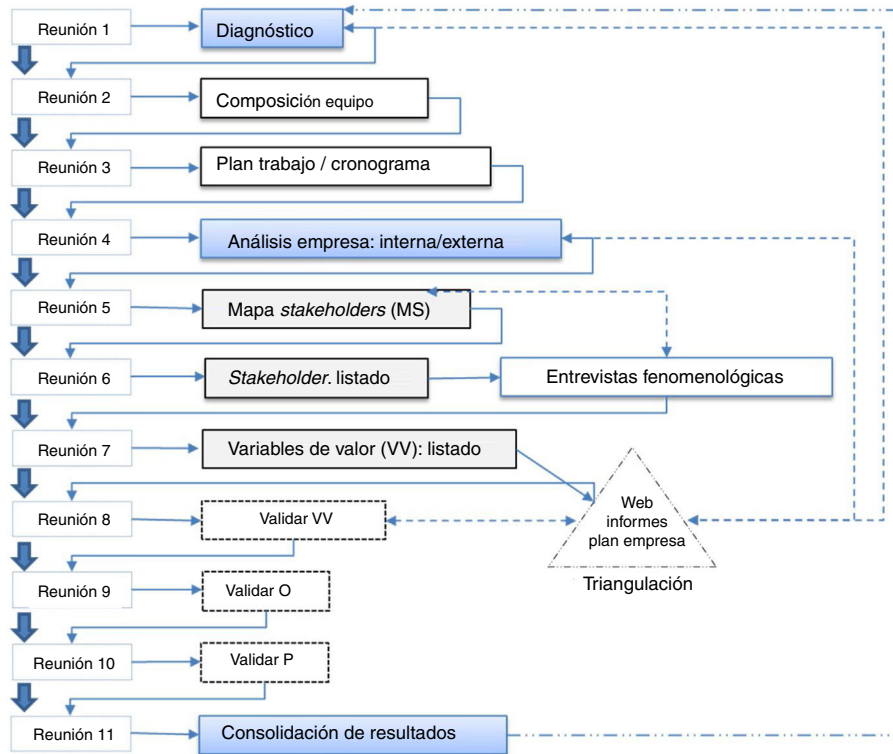 Reunión 1
Diagnóstico
Reunión 2
Composición equipo
Reunión 3
Plan trabajo / cronograma
Reunión 4
Análisis empresa: interna/externa
Reunión 5
Mapa stakeholders (MS)
Reunión 6
Stakeholder. listado
Entrevistas fenomenológicas
Reunión 7
Variables de valor (VV): listado
Reunión 8
Validar VV
Web
informes
plan empresa
Triangulación
Reunión 9
Validar O
Reunión 10
Validar P
Reunión 11
Consolidación de resultados